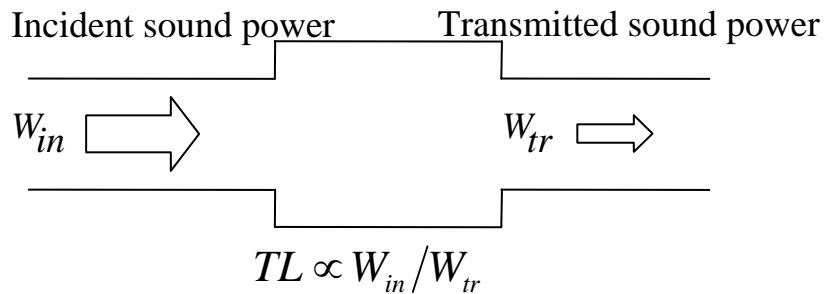 Incident sound power Transmitted sound power
W_in W_tr
TL ∝ W_in/W_tr